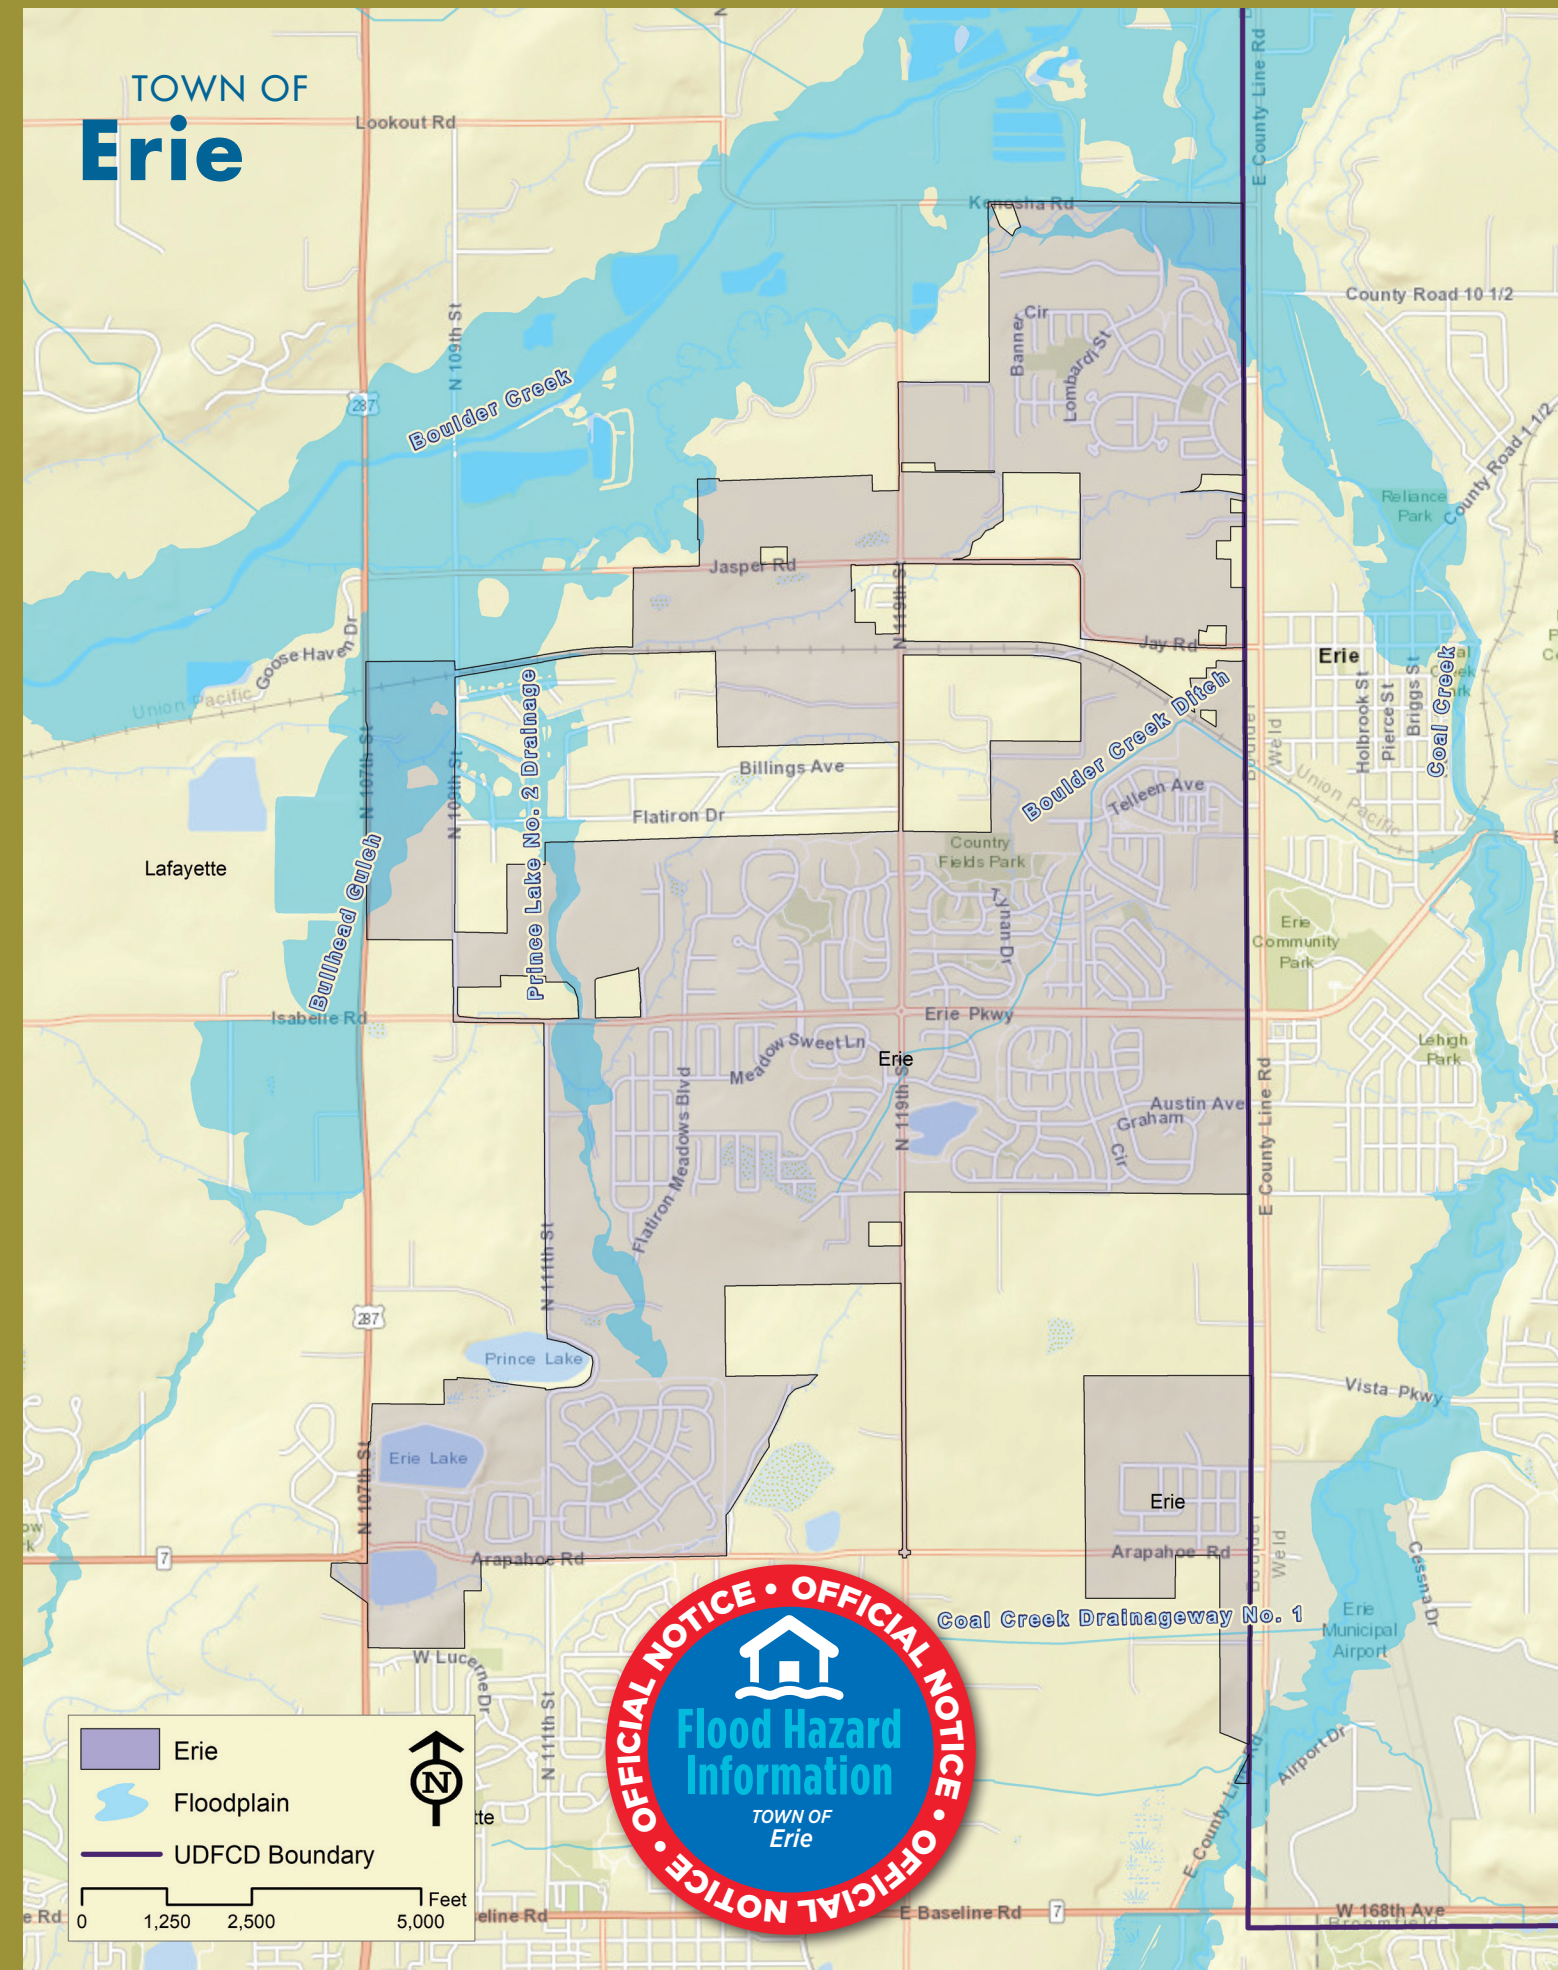 TOWN OF
Erie
Lookout Rd
E County Line Rd
Kenosha Rd
County Road 10 1/2
N 109th St
Banner Cir
Lombardi St
287
Boulder Creek
County Road 1 1/2
Reliance
Park
Jasper Rd
N 119th St
Goose Haven Dr
Jay Rd
Erie
Union Pacific
Prince Lake No. 2 Drainage
Boulder Creek Ditch
Holbrook St
Pierce St
Briggs St
Coal Creek
Boulder
Weld
N 107th St
N 109th St
Billings Ave
Telleen Ave
Union Pacific
Flatiron Dr
Lafayette
Bullhead Gulch
Country
Fields Park
Tynan Dr
Erie
Community
Park
Isabelle Rd
Erie Pkwy
Meadow Sweet Ln
Erie
Lehigh
Park
N 119th St
Flatiron Meadows Blvd
Austin Ave
Graham
Cir
E County Line Rd
N 111th St
287
Prince Lake
Vista Pkwy
Erie Lake
N 107th St
Erie
7
Arapahoe Rd
Arapahoe Rd
Boulder
Weld
Cessna Dr
Coal Creek Drainageway No. 1
Erie
Municipal
Airport
W Lucerne Dr
N 111th St
Airport Dr
E County Line Rd
OFFICIAL NOTICE • OFFICIAL NOTICE • OFFICIAL NOTICE •
Flood Hazard
Information
TOWN OF
Erie
Erie
Floodplain
UDFCD Boundary
N
Feet
0 1,250 2,500 5,000
tte
e Rd
seline Rd
E Baseline Rd
7
W 168th Ave
Broomfield